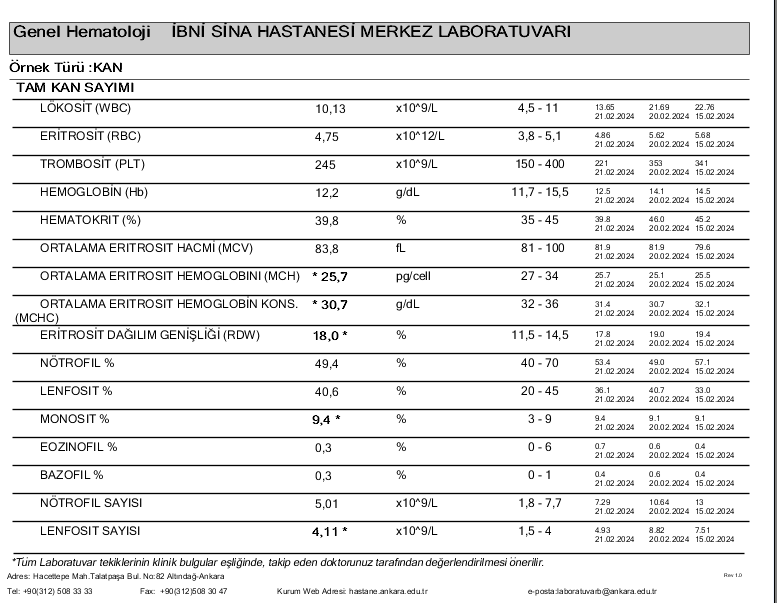 Genel Hematoloji İBNİ SİNA HASTANESİ MERKEZ LABORATUVARI
Örnek Türü :KAN
TAM KAN SAYIMI
LÖKOSİT (WBC) 10,13 x10^9/L 4,5 - 11 13.65 21.69 22.76
21.02.2024 20.02.2024 15.02.2024
ERİTROSİT (RBC) 4,75 x10^12/L 3,8 - 5,1 4.86 5.62 5.68
21.02.2024 20.02.2024 15.02.2024
TROMBOSİT (PLT) 245 x10^9/L 150 - 400 221 353 341
21.02.2024 20.02.2024 15.02.2024
HEMOGLOBİN (Hb) 12,2 g/dL 11,7 - 15,5 12.5 14.1 14.5
21.02.2024 20.02.2024 15.02.2024
HEMATOKRIT (%) 39,8 % 35 - 45 39.8 46.0 45.2
21.02.2024 20.02.2024 15.02.2024
ORTALAMA ERITROSIT HACMİ (MCV) 83,8 fL 81 - 100 81.9 81.9 79.6
21.02.2024 20.02.2024 15.02.2024
ORTALAMA ERITROSIT HEMOGLOBINI (MCH) * 25,7 pg/cell 27 - 34 25.7 25.1 25.5
21.02.2024 20.02.2024 15.02.2024
ORTALAMA ERITROSIT HEMOGLOBİN KONS. * 30,7 g/dL 32 - 36 31.4 30.7 32.1
(MCHC) 21.02.2024 20.02.2024 15.02.2024
ERİTROSİT DAĞILIM GENİŞLİĞİ (RDW) 18,0 * % 11,5 - 14,5 17.8 19.0 19.4
21.02.2024 20.02.2024 15.02.2024
NÖTROFIL % 49,4 % 40 - 70 53.4 49.0 57.1
21.02.2024 20.02.2024 15.02.2024
LENFOSIT % 40,6 % 20 - 45 36.1 40.7 33.0
21.02.2024 20.02.2024 15.02.2024
MONOSIT % 9,4 * % 3 - 9 9.4 9.1 9.1
21.02.2024 20.02.2024 15.02.2024
EOZINOFIL % 0,3 % 0 - 6 0.7 0.6 0.4
21.02.2024 20.02.2024 15.02.2024
BAZOFIL % 0,3 % 0 - 1 0.4 0.6 0.4
21.02.2024 20.02.2024 15.02.2024
NÖTROFIL SAYISI 5,01 x10^9/L 1,8 - 7,7 7.29 10.64 13
21.02.2024 20.02.2024 15.02.2024
LENFOSIT SAYISI 4,11 * x10^9/L 1,5 - 4 4.93 8.82 7.51
21.02.2024 20.02.2024 15.02.2024
*Tüm Laboratuvar tekiklerinin klinik bulgular eşliğinde, takip eden doktorunuz tarafından değerlendirilmesi önerilir.
Adres: Hacettepe Mah.Talatpaşa Bul. No:82 Altındağ-Ankara Rev 1.0
Tel: +90(312) 508 33 33 Fax: +90(312)508 30 47 Kurum Web Adresi: hastane.ankara.edu.tr e-posta:laboratuvarb@ankara.edu.tr